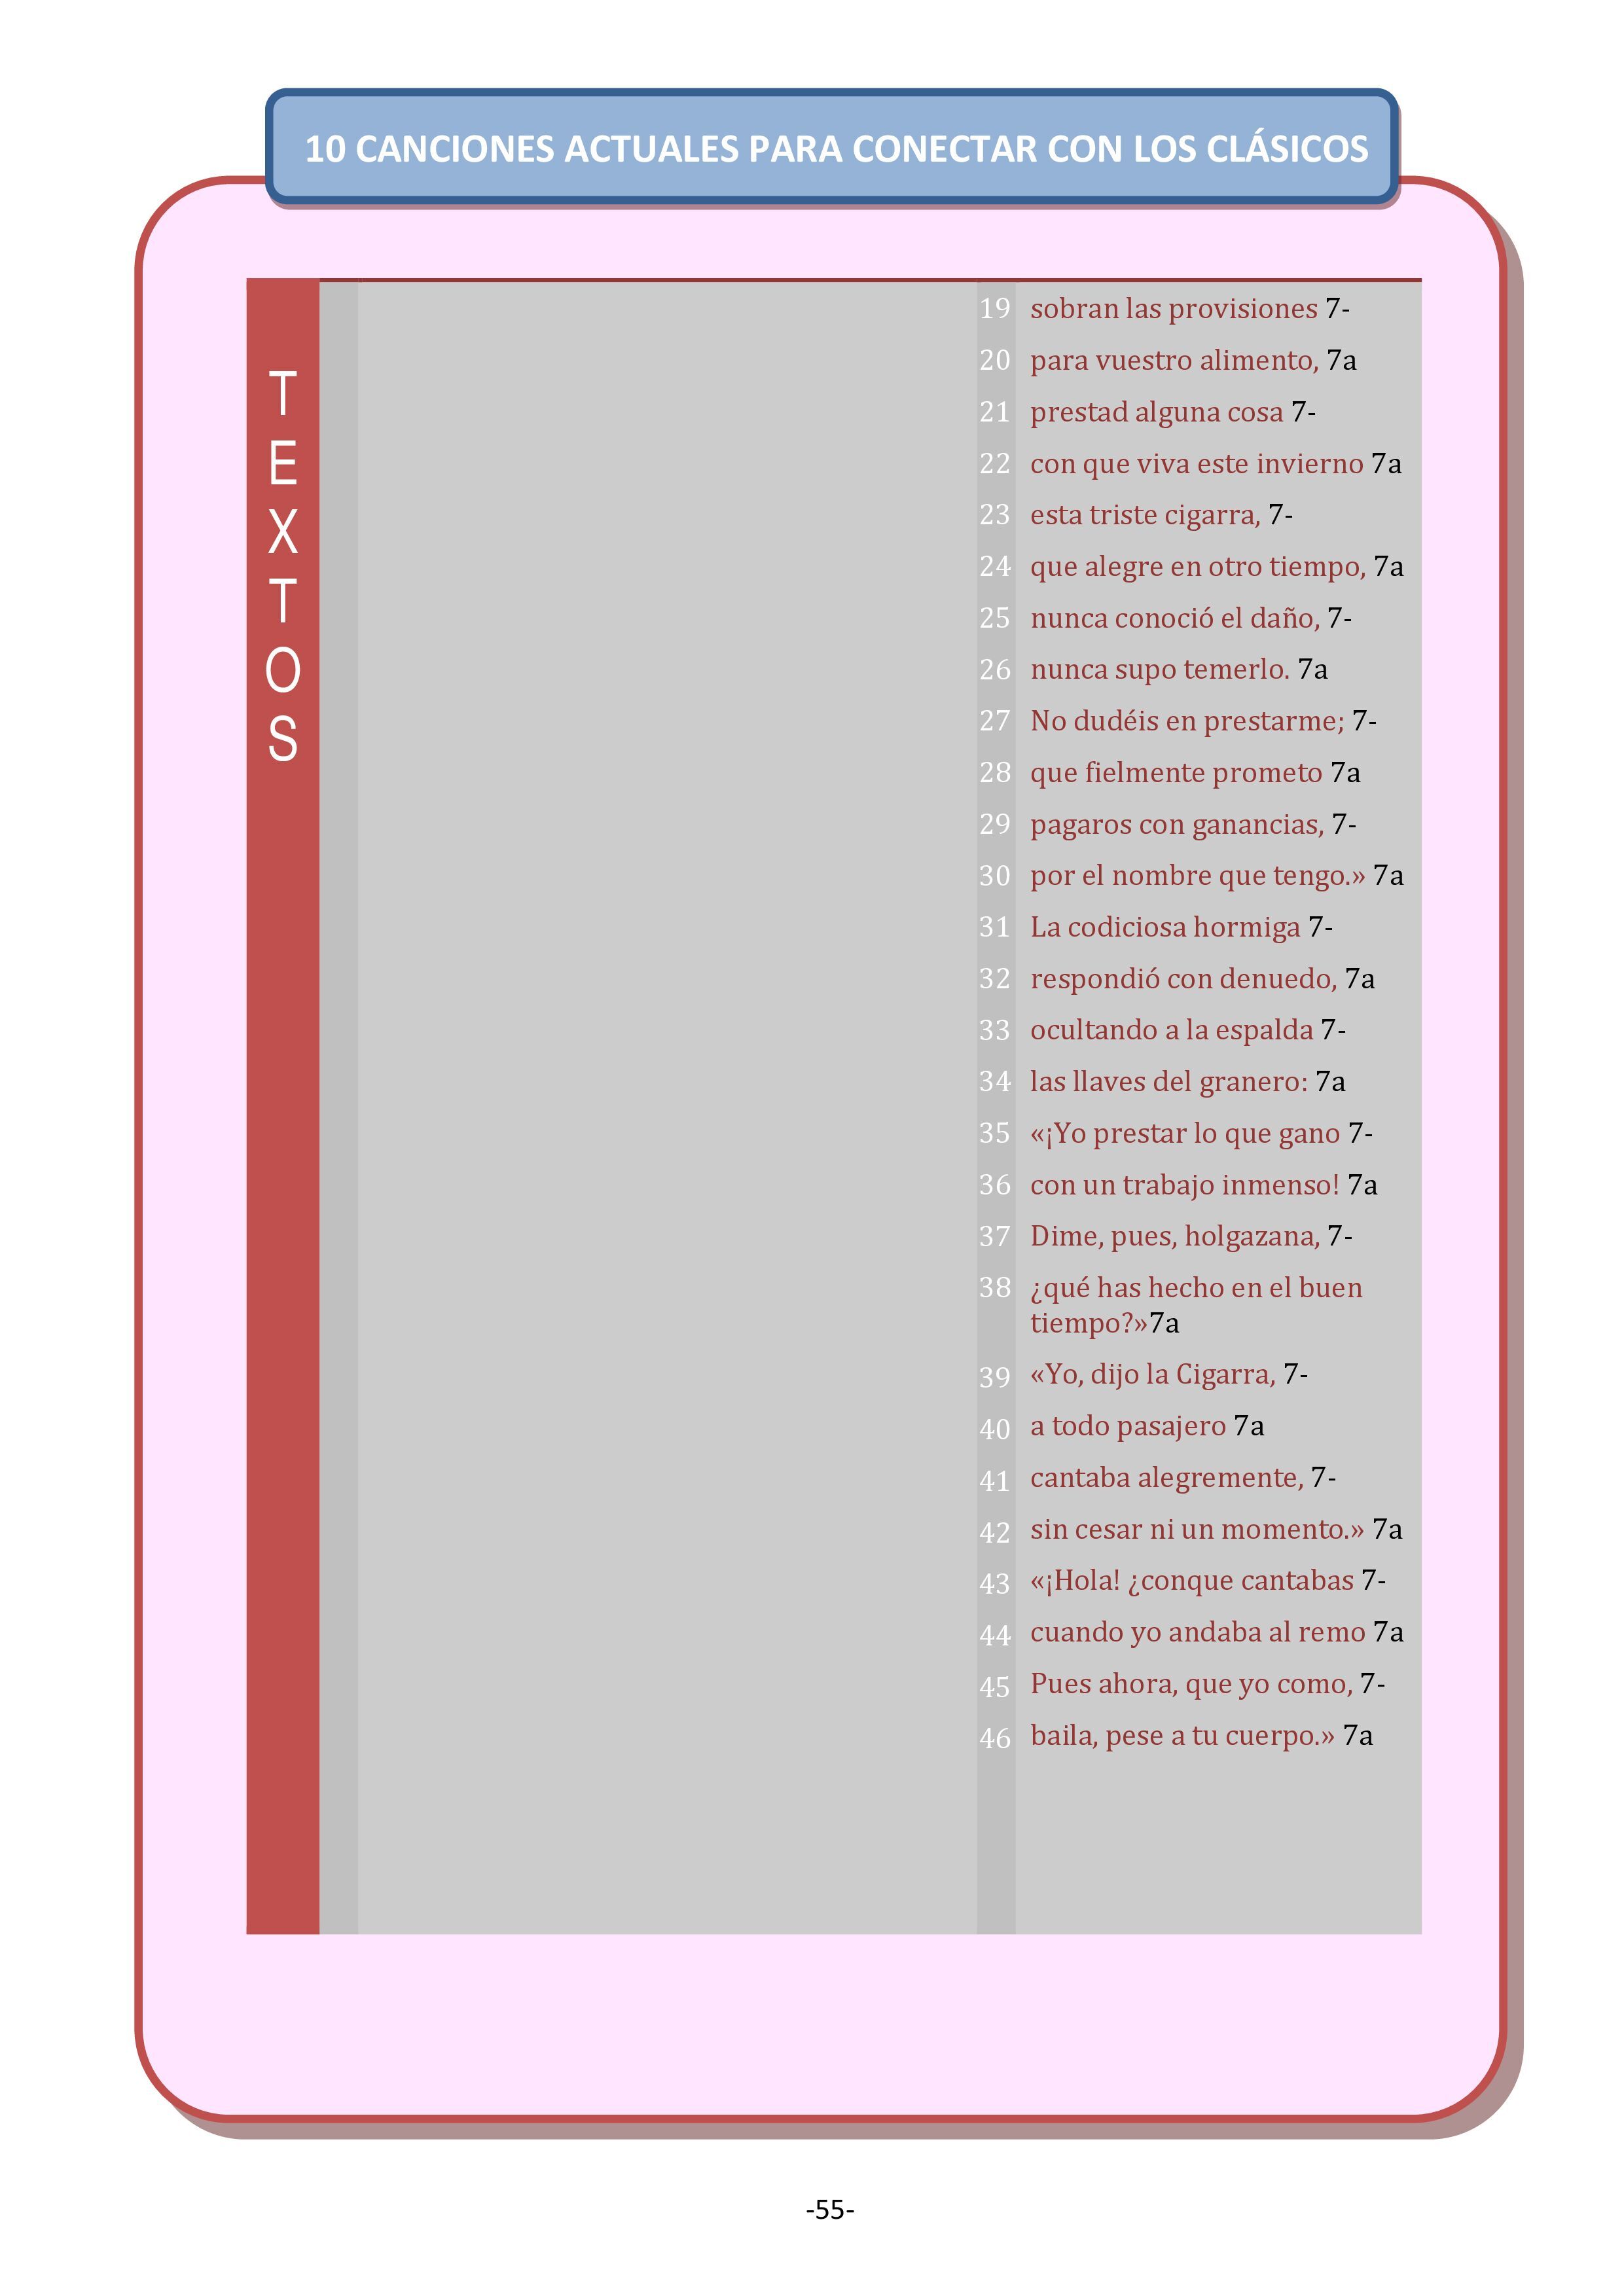 10 CANCIONES ACTUALES PARA CONECTAR CON LOS CLÁSICOS
TEXTOS
19 sobran las provisiones 7-
20 para vuestro alimento, 7a
21 prestad alguna cosa 7-
22 con que viva este invierno 7a
23 esta triste cigarra, 7-
24 que alegre en otro tiempo, 7a
25 nunca conoció el daño, 7-
26 nunca supo temerlo. 7a
27 No dudéis en prestarme; 7-
28 que fielmente prometo 7a
29 pagaros con ganancias, 7-
30 por el nombre que tengo.» 7a
31 La codiciosa hormiga 7-
32 respondió con denuedo, 7a
33 ocultando a la espalda 7-
34 las llaves del granero: 7a
35 «¡Yo prestar lo que gano 7-
36 con un trabajo inmenso! 7a
37 Dime, pues, holgazana, 7-
38 ¿qué has hecho en el buen
tiempo?»7a
39 «Yo, dijo la Cigarra, 7-
40 a todo pasajero 7a
41 cantaba alegremente, 7-
42 sin cesar ni un momento.» 7a
43 «¡Hola! ¿conque cantabas 7-
44 cuando yo andaba al remo 7a
45 Pues ahora, que yo como, 7-
46 baila, pese a tu cuerpo.» 7a
-55-